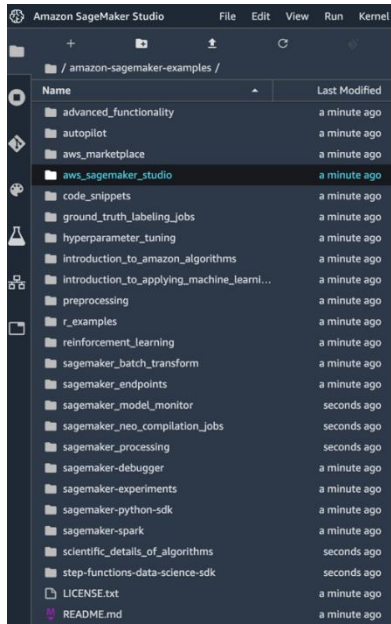 Amazon SageMaker Studio File Edit View Run Kernel
/ amazon-sagemaker-examples /
Name Last Modified
advanced_functionality a minute ago
autopilot a minute ago
aws_marketplace a minute ago
aws_sagemaker_studio a minute ago
code_snippets a minute ago
ground_truth_labeling_jobs a minute ago
hyperparameter_tuning a minute ago
introduction_to_amazon_algorithms a minute ago
introduction_to_applying_machine_learni... a minute ago
preprocessing a minute ago
r_examples a minute ago
reinforcement_learning a minute ago
sagemaker_batch_transform a minute ago
sagemaker_endpoints a minute ago
sagemaker_model_monitor seconds ago
sagemaker_neo_compilation_jobs seconds ago
sagemaker_processing seconds ago
sagemaker-debugger a minute ago
sagemaker-experiments a minute ago
sagemaker-python-sdk a minute ago
sagemaker-spark a minute ago
scientific_details_of_algorithms seconds ago
step-functions-data-science-sdk seconds ago
LICENSE.txt a minute ago
README.md a minute ago